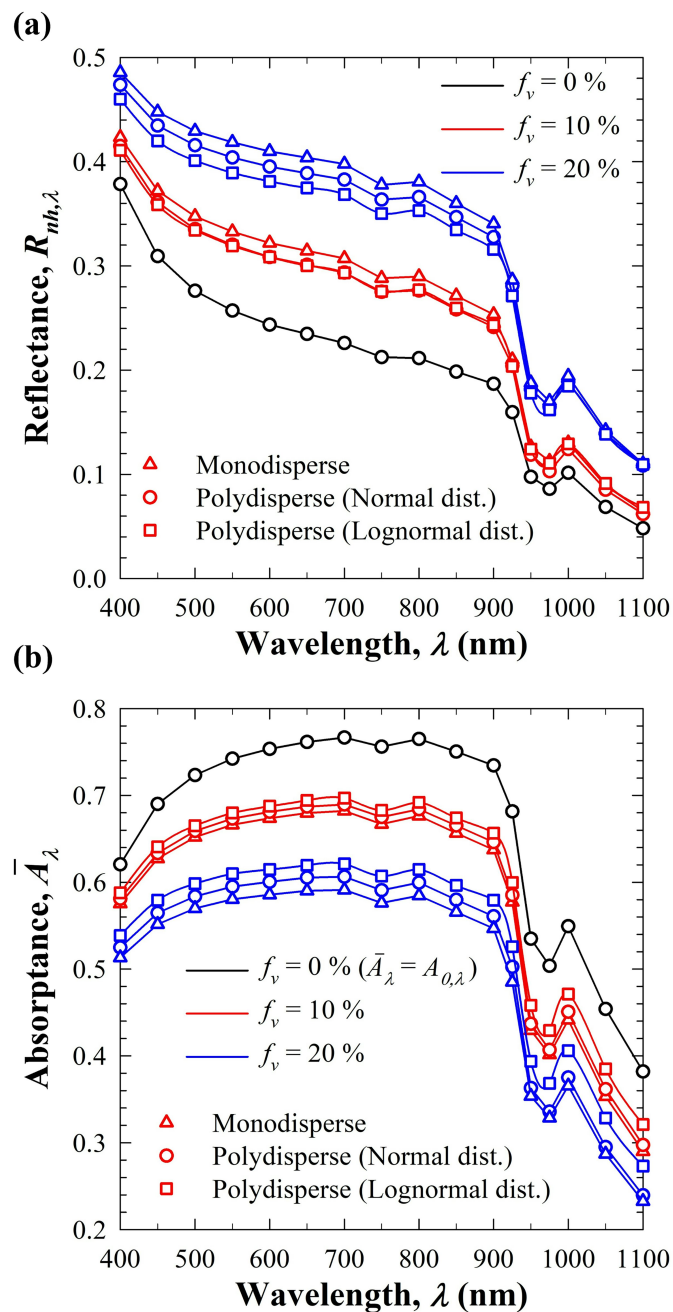 (a)
0.5
0.4
0.3
0.2
0.1
0.0
Reflectance, R_nh,λ
f_v = 0 %
f_v = 10 %
f_v = 20 %
Monodisperse
Polydisperse (Normal dist.)
Polydisperse (Lognormal dist.)
400 500 600 700 800 900 1000 1100
Wavelength, λ (nm)
(b)
0.8
0.7
0.6
0.5
0.4
0.3
0.2
Absorptance, A̅_λ
f_v = 0 % (A̅_λ = A_0,λ)
f_v = 10 %
f_v = 20 %
Monodisperse
Polydisperse (Normal dist.)
Polydisperse (Lognormal dist.)
400 500 600 700 800 900 1000 1100
Wavelength, λ (nm)